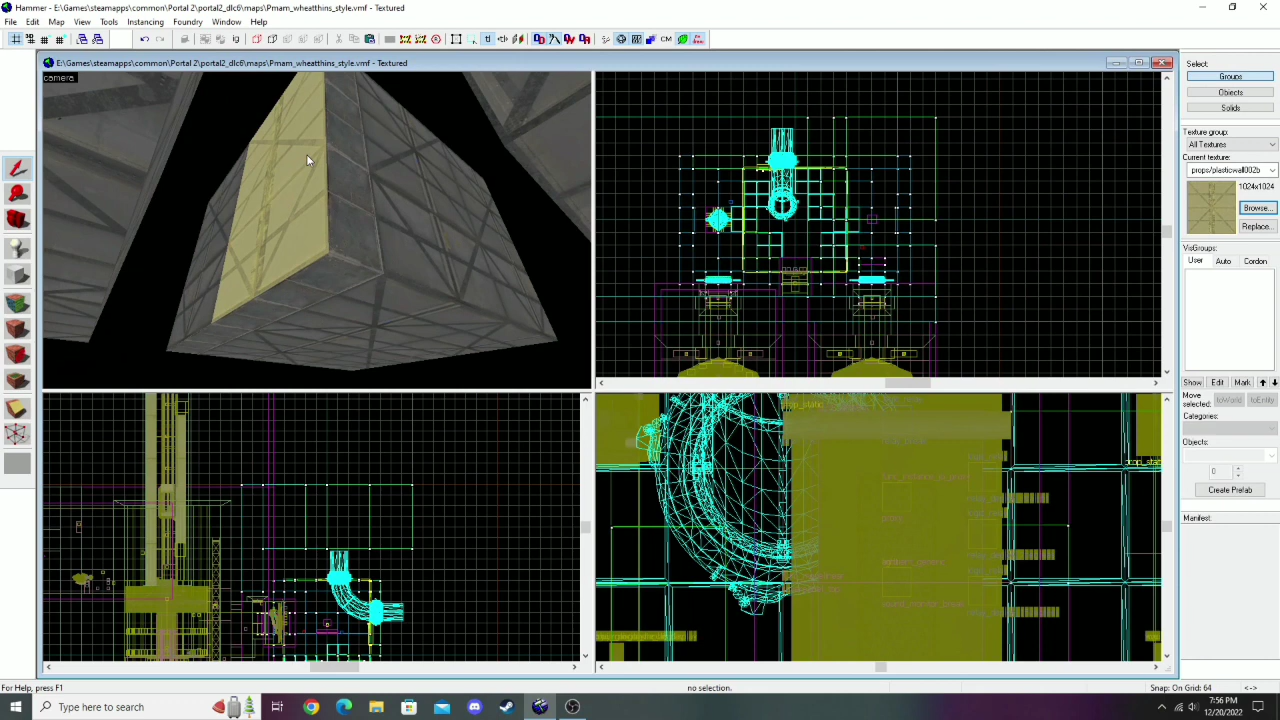 Hammer - E:\Games\steamapps\common\Portal 2\portal2_dlc6\maps\Pmam_wheatthins_style.vmf - Textured
File Edit Map View Tools Instancing Foundry Window Help
E:\Games\steamapps\common\Portal 2\portal2_dlc6\maps\Pmam_wheatthins_style.vmf - Textured
camera
Select:
Groups
Objects
Solids
Texture group:
All Textures
Current texture:
props/plasticwall002b
1024x1024
Browse...
Replace...
VisGroups:
User Auto Cordon
Show Edit Mark
Move selected:
toWorld toEntity
Categories:
Objects:
0
Create Prefab
Manifest:
For Help, press F1
no selection.
Snap: On Grid: 64
<->
Type here to search
7:56 PM
12/20/2022